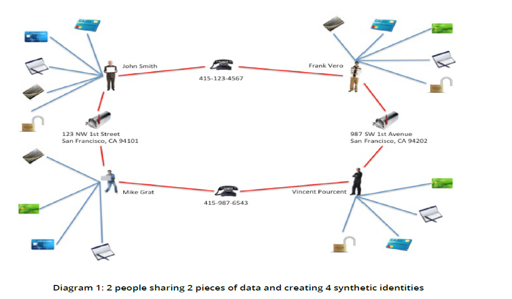 John Smith
Frank Vero
415-123-4567
123 NW 1st Street
San Francisco, CA 94101
987 SW 1st Avenue
San Francisco, CA 94202
Mike Grat
Vincent Pourcent
415-987-6543
Diagram 1: 2 people sharing 2 pieces of data and creating 4 synthetic identities